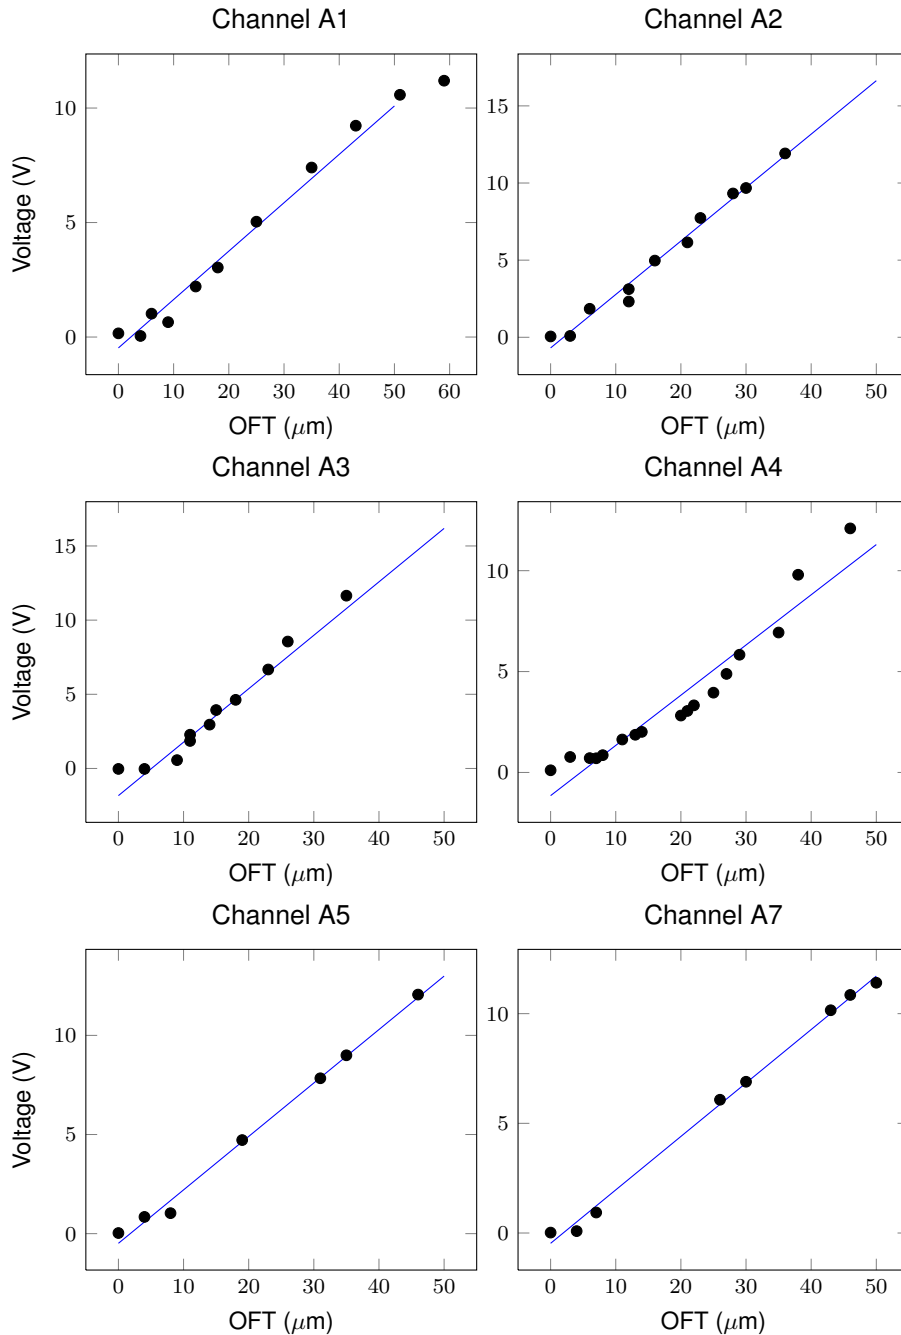 Channel A1
Channel A2
10
5
0
Voltage (V)
0 10 20 30 40 50 60
OFT (μm)
15
10
5
0
0 10 20 30 40 50
OFT (μm)
Channel A3
Channel A4
15
10
5
0
Voltage (V)
0 10 20 30 40 50
OFT (μm)
10
5
0
0 10 20 30 40 50
OFT (μm)
Channel A5
Channel A7
10
5
0
Voltage (V)
0 10 20 30 40 50
OFT (μm)
10
5
0
0 10 20 30 40 50
OFT (μm)